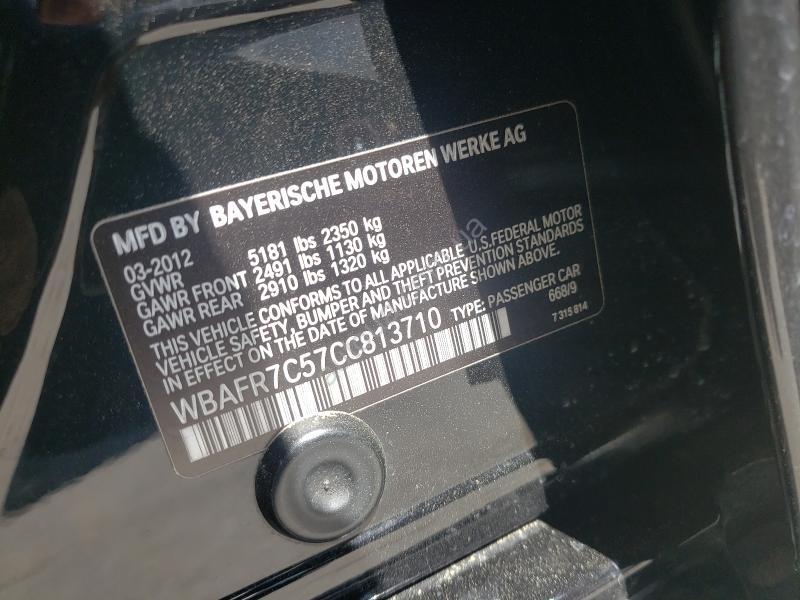 MFD BY BAYERISCHE MOTOREN WERKE AG
03-2012
GVWR 5181 lbs 2350 kg
GAWR FRONT 2491 lbs 1130 kg
GAWR REAR 2910 lbs 1320 kg
THIS VEHICLE CONFORMS TO ALL APPLICABLE U.S.FEDERAL MOTOR
VEHICLE SAFETY, BUMPER AND THEFT PREVENTION STANDARDS
IN EFFECT ON THE DATE OF MANUFACTURE SHOWN ABOVE.
WBAFR7C57CC813710 TYPE: PASSENGER CAR
668/9
7 315 814